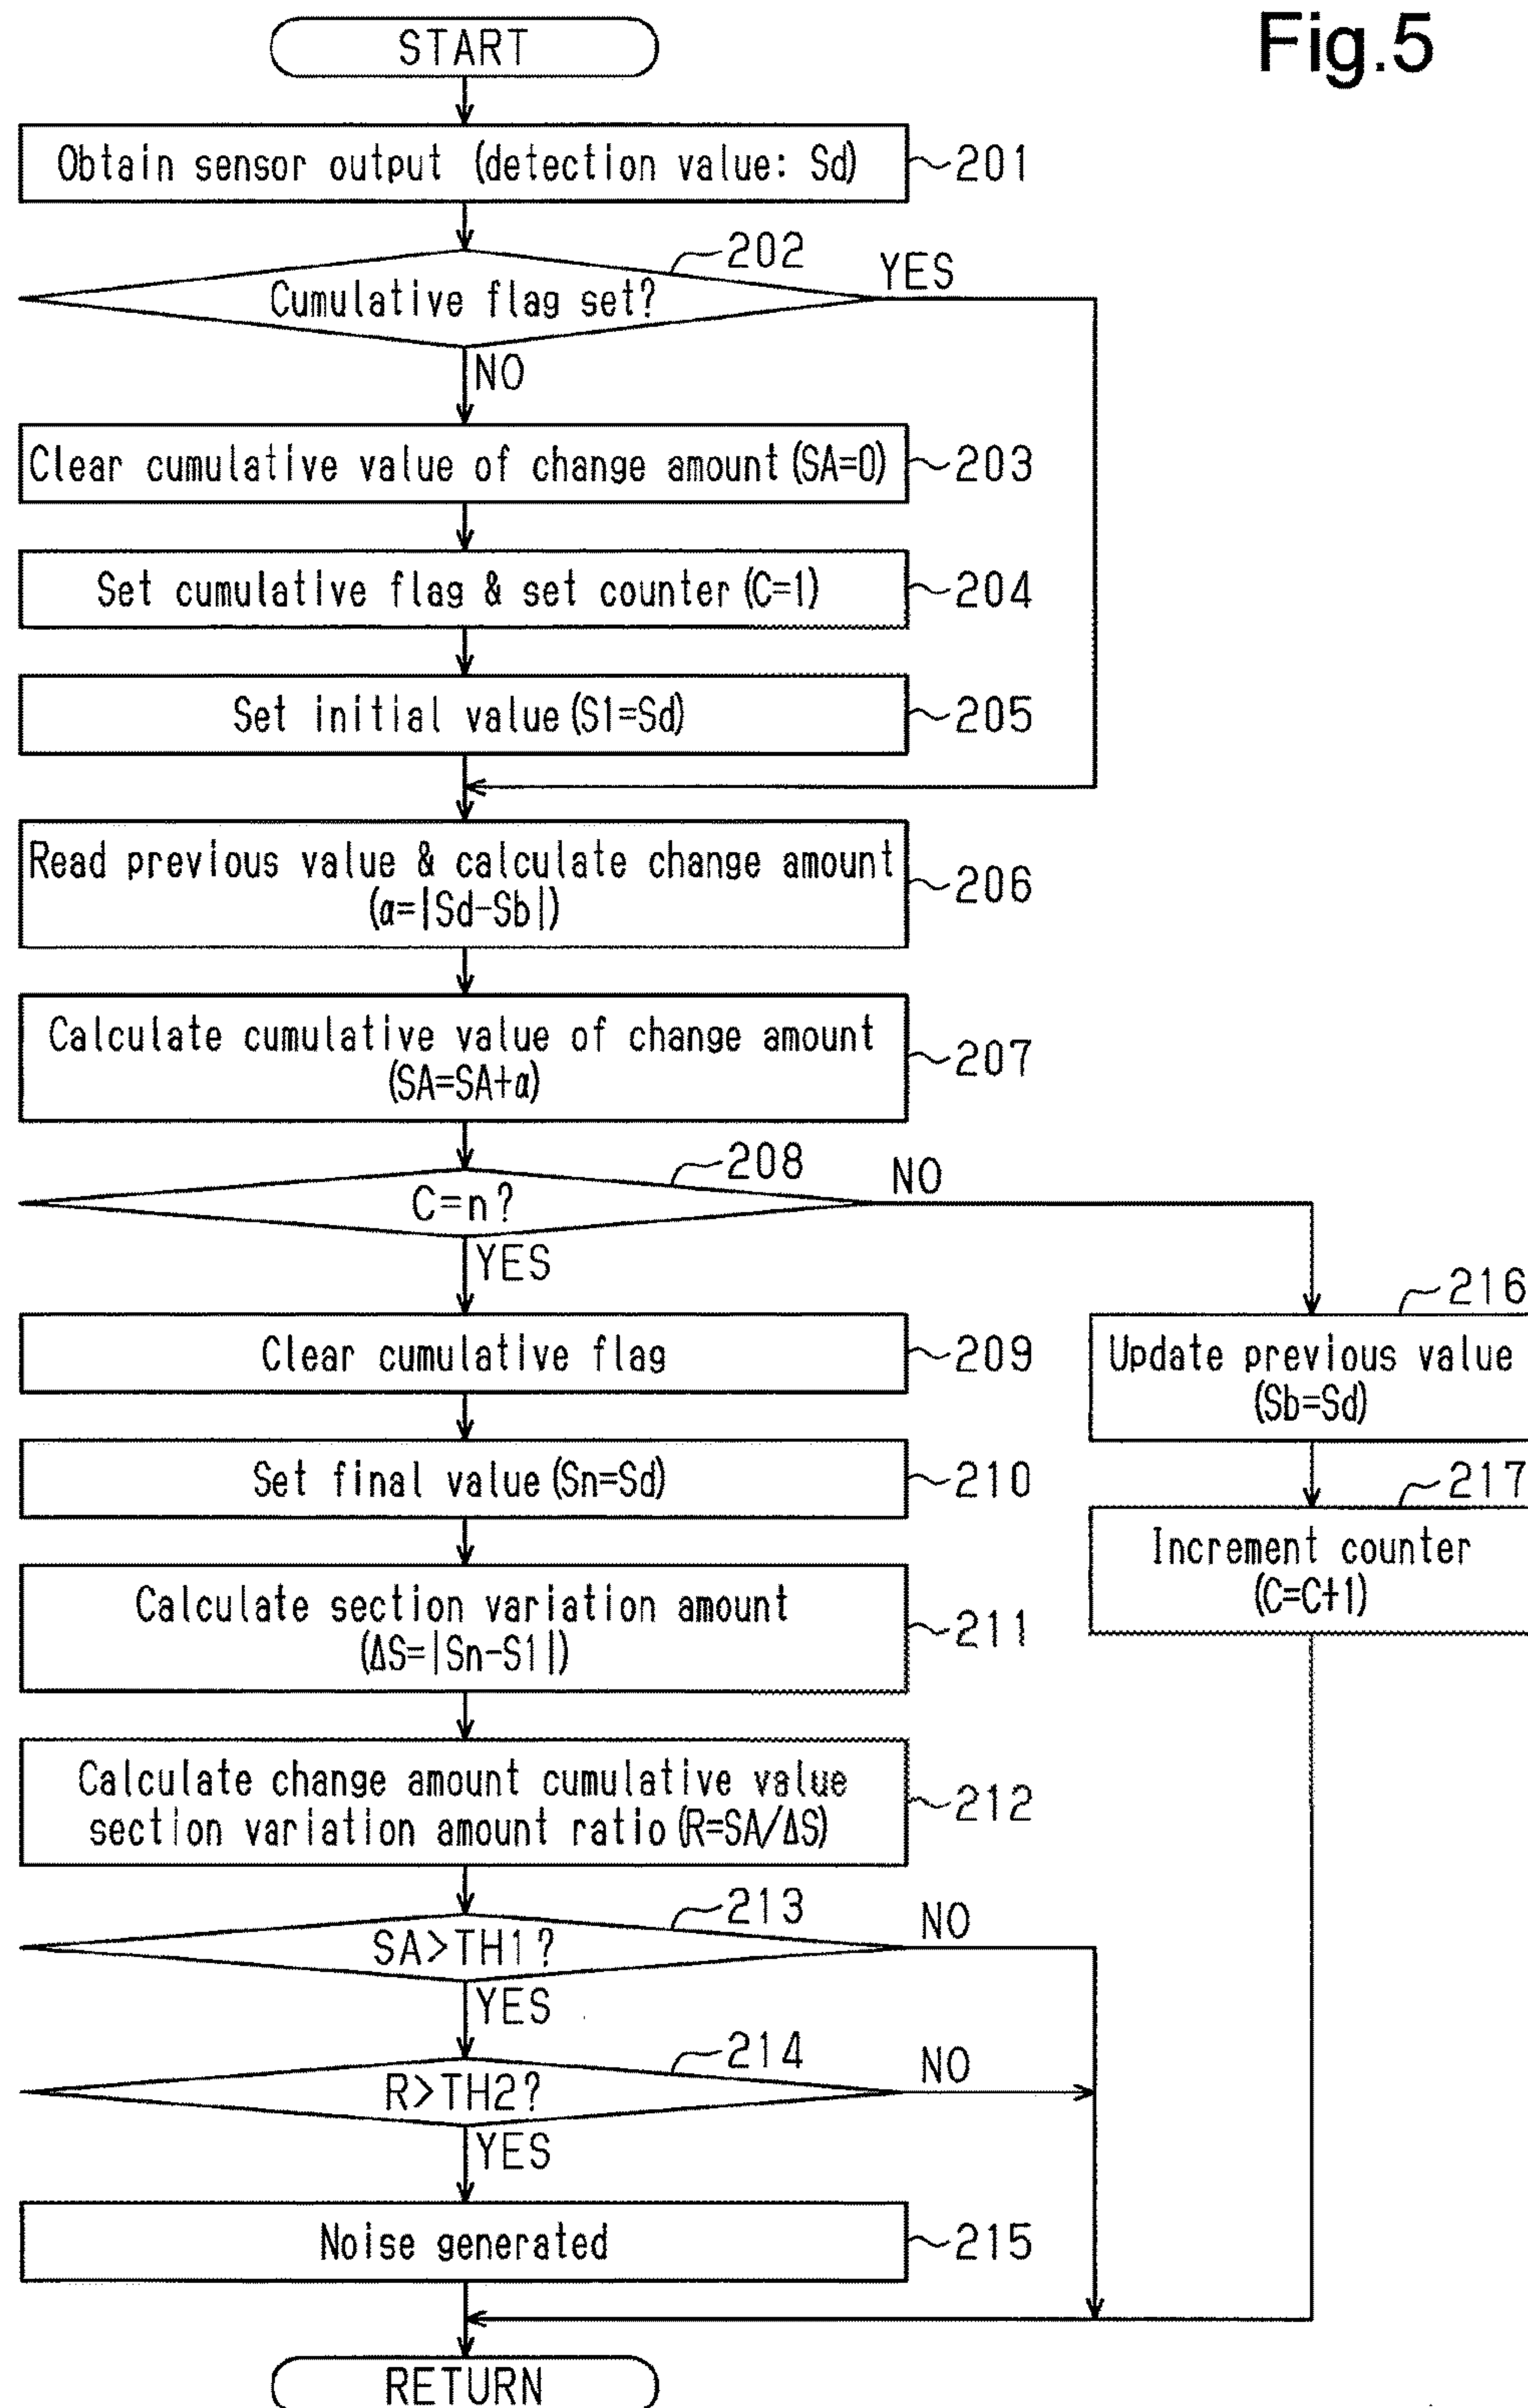 Fig.5
START
Obtain sensor output (detection value: Sd)
201
202
Cumulative flag set?
YES
NO
Clear cumulative value of change amount (SA=0)
203
Set cumulative flag & set counter (C=1)
204
Set initial value (S1=Sd)
205
Read previous value & calculate change amount
(α=|Sd-Sb|)
206
Calculate cumulative value of change amount
(SA=SA+α)
207
208
C=n?
NO
YES
Clear cumulative flag
209
216
Update previous value
(Sb=Sd)
Set final value (Sn=Sd)
210
217
Increment counter
(C=C+1)
Calculate section variation amount
(ΔS=|Sn-S1|)
211
Calculate change amount cumulative value
section variation amount ratio (R=SA/ΔS)
212
213
SA>TH1?
NO
YES
214
R>TH2?
NO
YES
Noise generated
215
RETURN